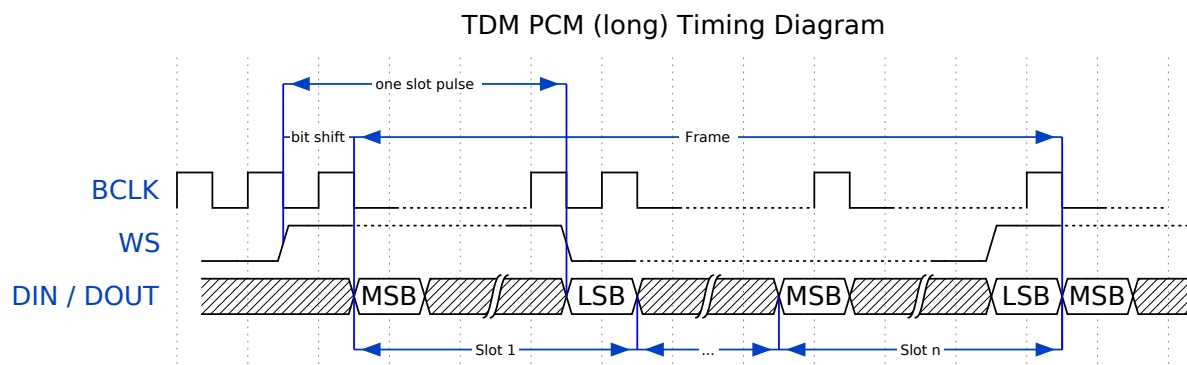 TDM PCM (long) Timing Diagram
one slot pulse
bit shift
Frame
BCLK
WS
DIN / DOUT
MSB
LSB
MSB
LSB
MSB
Slot 1
...
Slot n